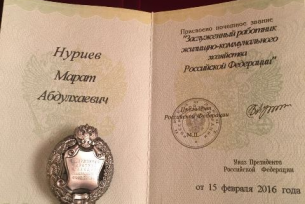 Нуриев
Марат
Абдулхаевич
Присвоено почетное звание
"Заслуженный работник
жилищно-коммунального
хозяйства
Российской Федерации"
Президент
Российской Федерации
М.П.
Указ Президента
Российской Федерации
от 15 февраля 2016 года